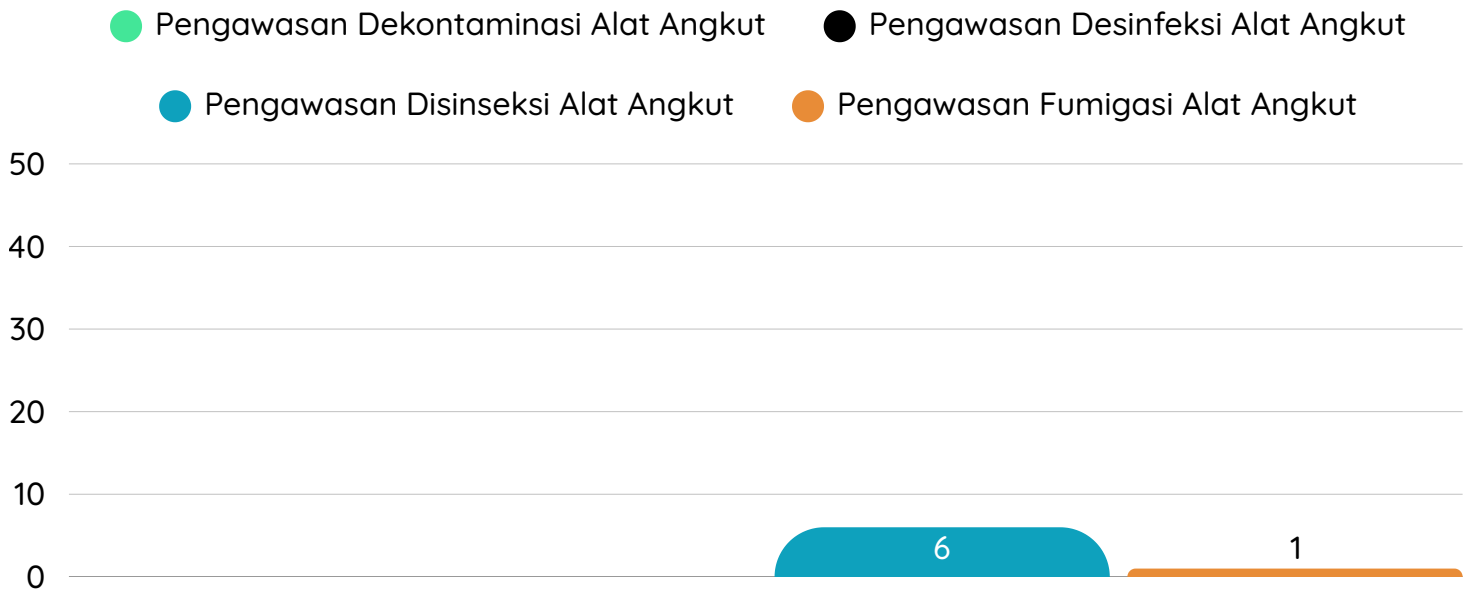 Pengawasan Dekontaminasi Alat Angkut
Pengawasan Desinfeksi Alat Angkut
Pengawasan Disinseksi Alat Angkut
Pengawasan Fumigasi Alat Angkut
50
40
30
20
10
0
6
1